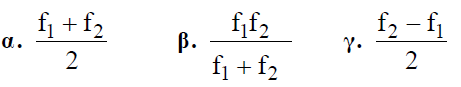 α. (f₁ + f₂)/2 β. (f₁f₂)/(f₁ + f₂) γ. (f₂ − f₁)/2